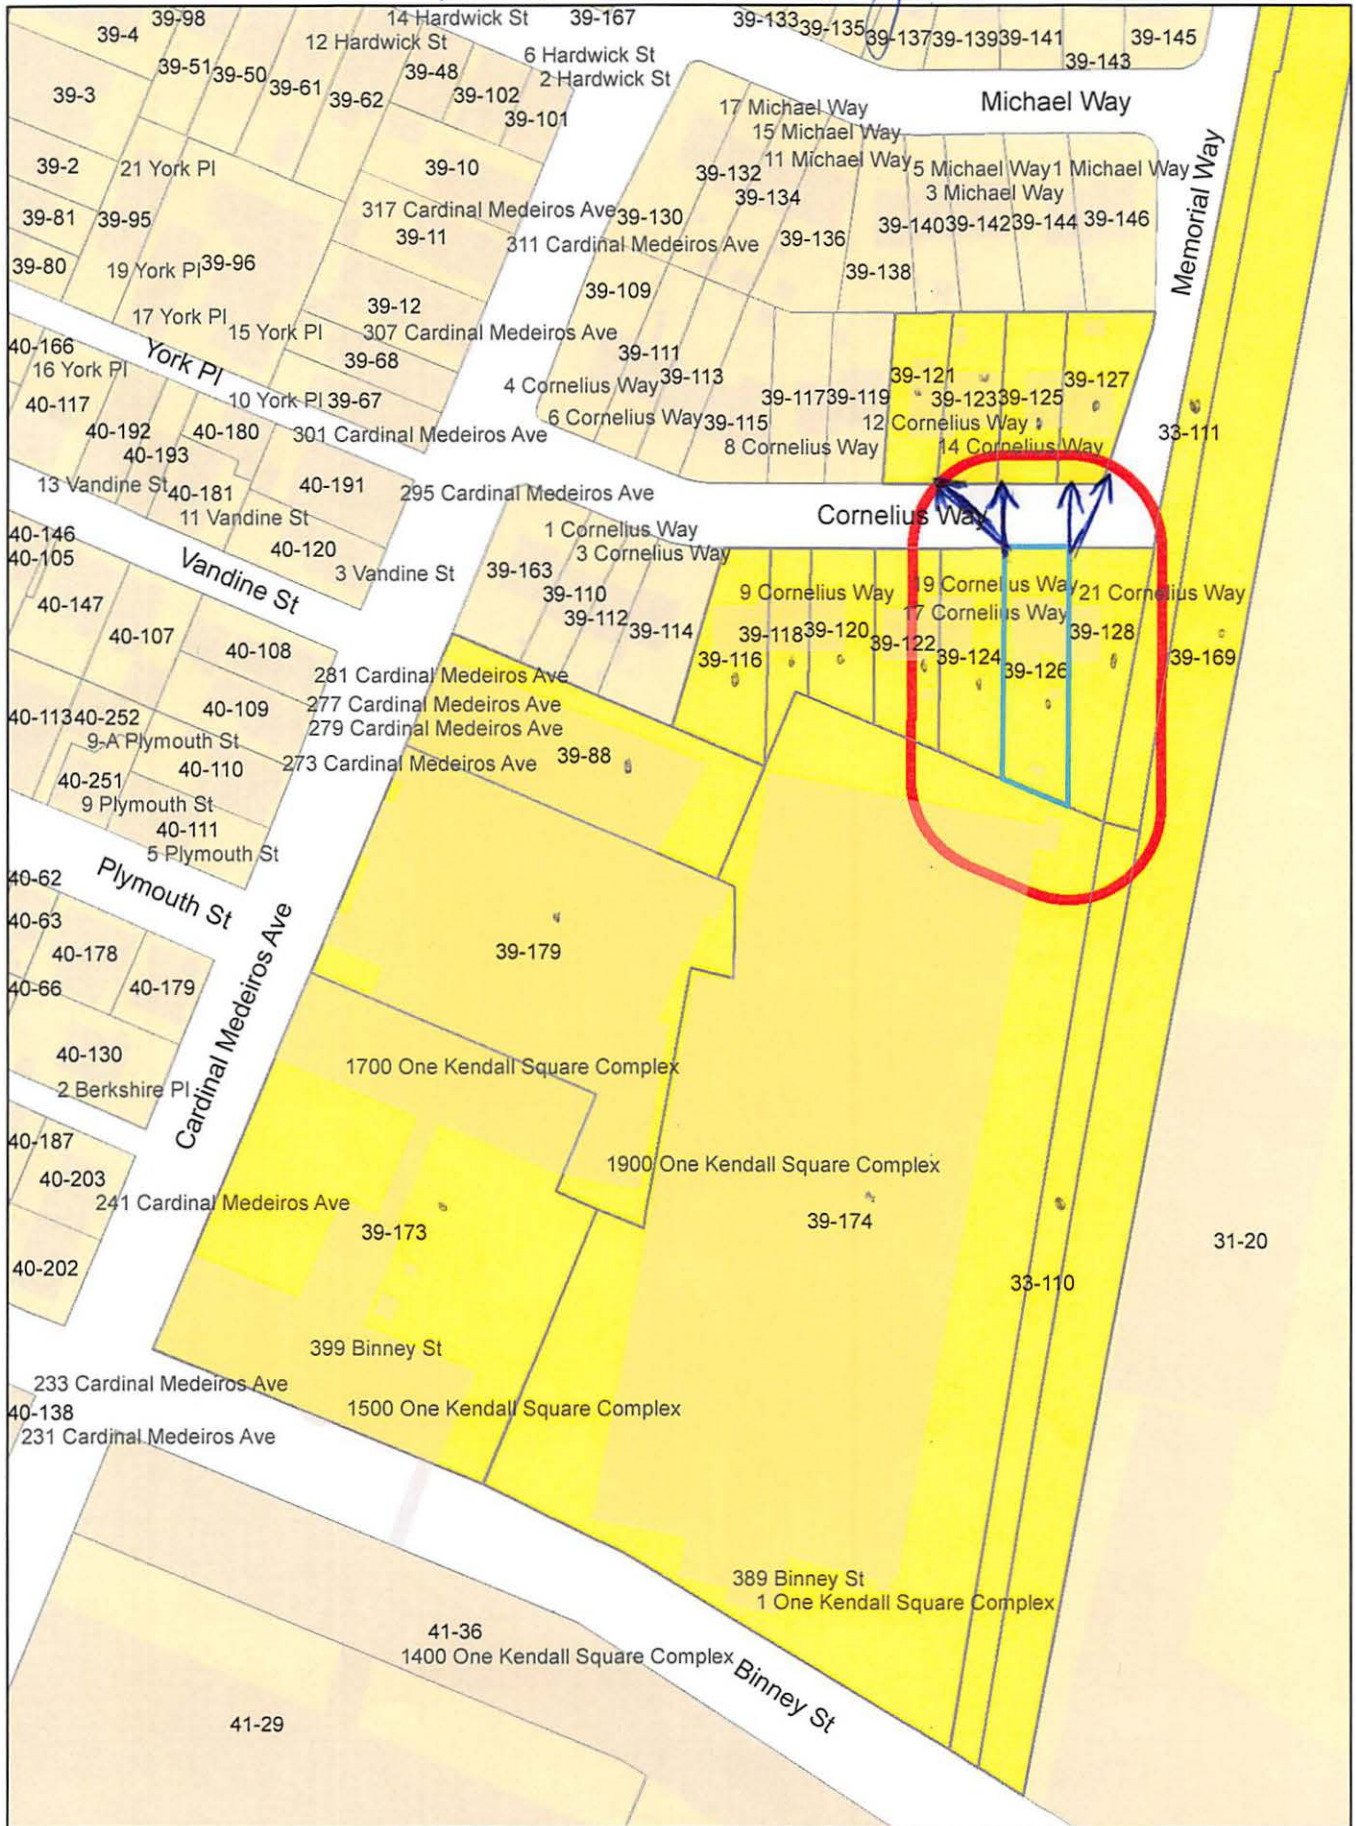 39-98
14 Hardwick St
39-167
39-133
39-135
39-137
39-139
39-141
39-145
39-4
12 Hardwick St
6 Hardwick St
39-143
39-51
39-50
39-48
2 Hardwick St
39-61
39-62
39-102
39-3
39-101
17 Michael Way
Michael Way
15 Michael Way
39-2
21 York Pl
39-10
39-132
11 Michael Way
5 Michael Way
1 Michael Way
39-134
3 Michael Way
Memorial Way
39-81
39-95
317 Cardinal Medeiros Ave
39-130
39-140
39-142
39-144
39-146
39-11
311 Cardinal Medeiros Ave
39-136
39-80
19 York Pl
39-96
39-138
39-109
39-12
17 York Pl
15 York Pl
307 Cardinal Medeiros Ave
40-166
York Pl
39-68
39-111
16 York Pl
4 Cornelius Way
39-113
39-121
39-127
40-117
10 York Pl
39-67
39-117
39-119
39-123
39-125
6 Cornelius Way
39-115
12 Cornelius Way
40-192
40-180
301 Cardinal Medeiros Ave
8 Cornelius Way
14 Cornelius Way
33-111
40-193
13 Vandine St
40-181
40-191
295 Cardinal Medeiros Ave
11 Vandine St
Cornelius Way
40-146
1 Cornelius Way
40-105
40-120
3 Cornelius Way
Vandine St
3 Vandine St
39-163
9 Cornelius Way
19 Cornelius Way
21 Cornelius Way
40-147
39-110
17 Cornelius Way
39-112
40-107
39-114
39-118
39-120
39-122
39-128
40-108
39-116
39-124
39-126
39-169
281 Cardinal Medeiros Ave
277 Cardinal Medeiros Ave
40-113
40-252
40-109
279 Cardinal Medeiros Ave
9-A Plymouth St
39-88
40-251
40-110
273 Cardinal Medeiros Ave
9 Plymouth St
40-111
5 Plymouth St
Plymouth St
40-62
40-63
40-178
39-179
40-66
40-179
Cardinal Medeiros Ave
40-130
1700 One Kendall Square Complex
2 Berkshire Pl
40-187
1900 One Kendall Square Complex
40-203
241 Cardinal Medeiros Ave
39-173
39-174
31-20
40-202
33-110
399 Binney St
233 Cardinal Medeiros Ave
1500 One Kendall Square Complex
40-138
231 Cardinal Medeiros Ave
389 Binney St
1 One Kendall Square Complex
41-36
1400 One Kendall Square Complex
Binney St
41-29